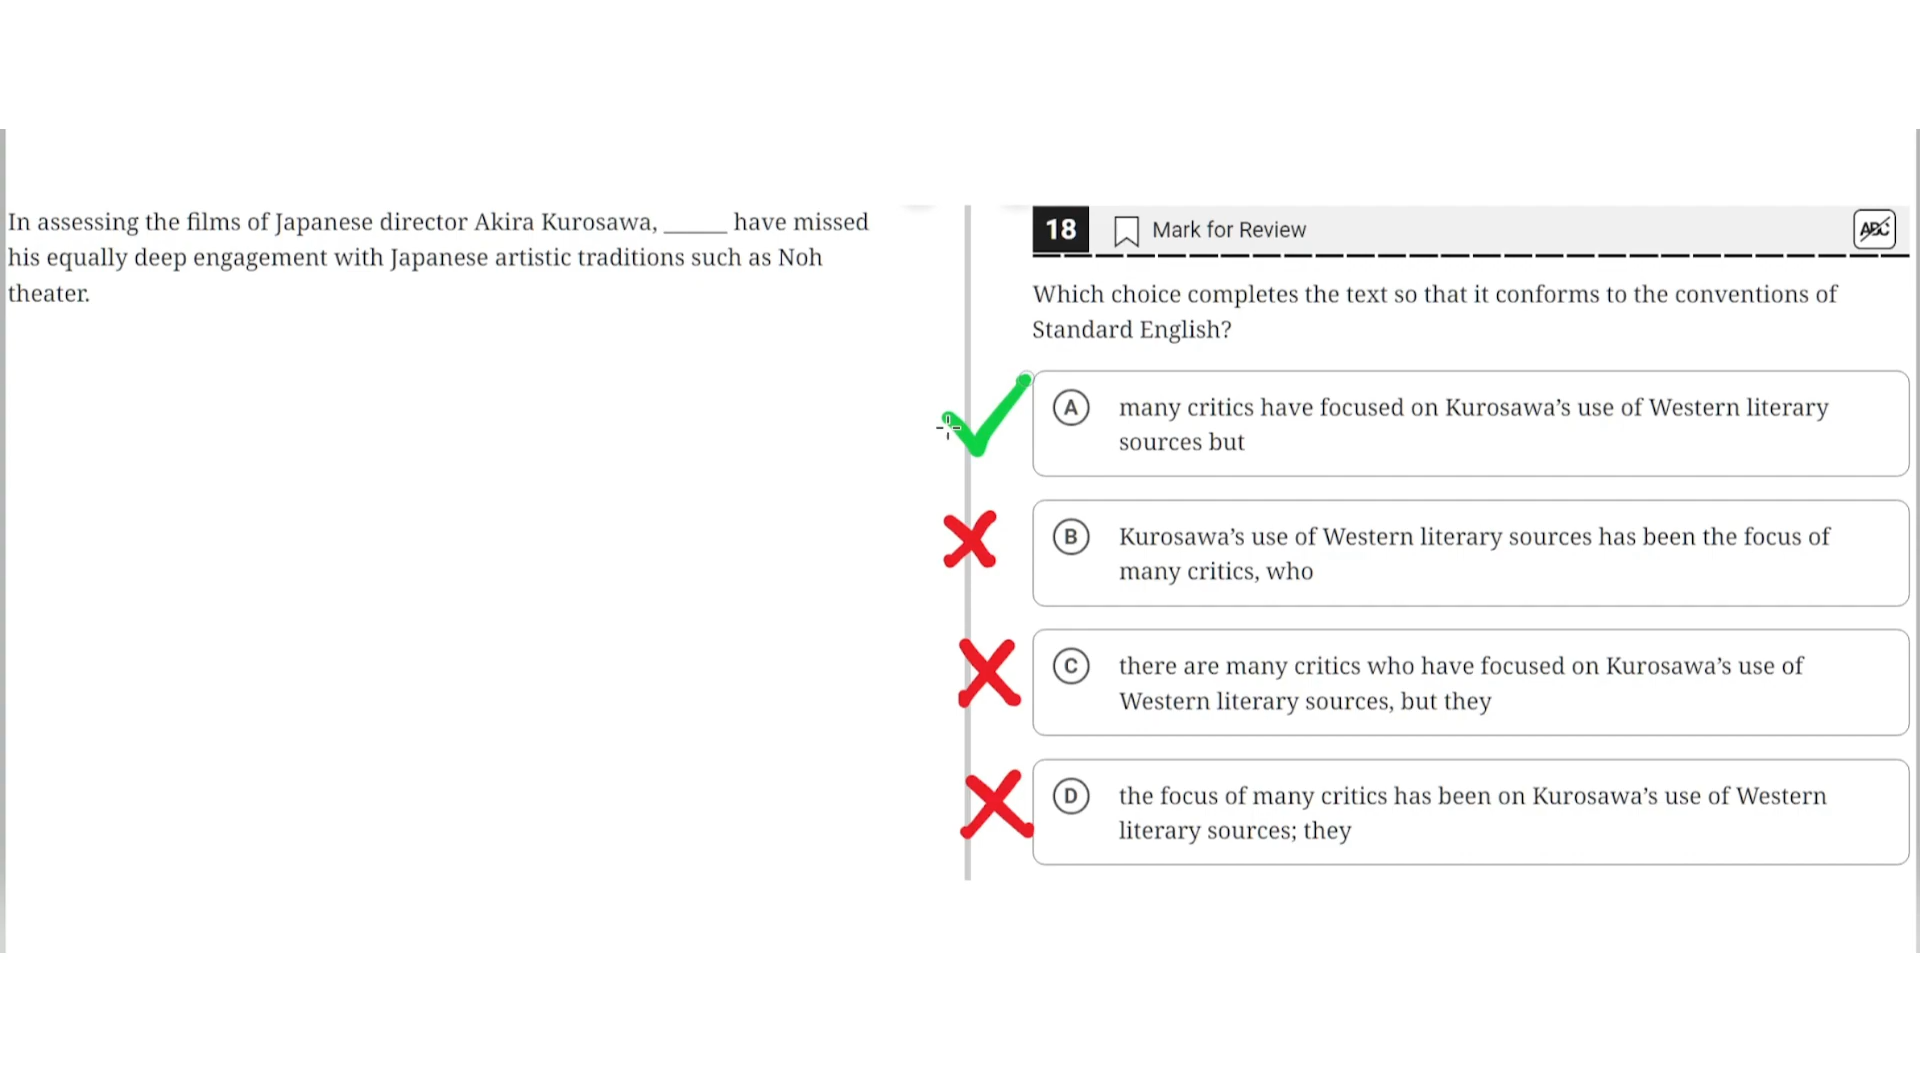 In assessing the films of Japanese director Akira Kurosawa, ______ have missed
his equally deep engagement with Japanese artistic traditions such as Noh
theater.
18 Mark for Review ABC
Which choice completes the text so that it conforms to the conventions of
Standard English?
A many critics have focused on Kurosawa’s use of Western literary
sources but
B Kurosawa’s use of Western literary sources has been the focus of
many critics, who
C there are many critics who have focused on Kurosawa’s use of
Western literary sources, but they
D the focus of many critics has been on Kurosawa’s use of Western
literary sources; they